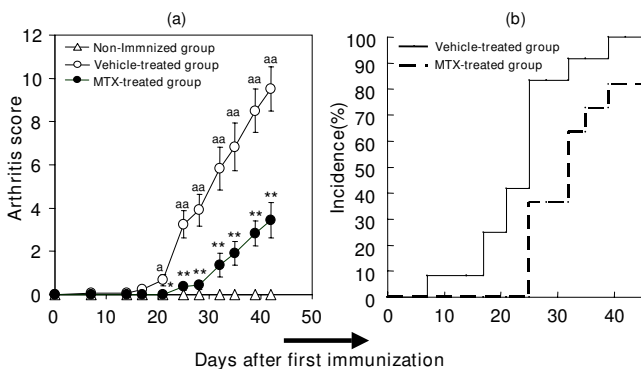 (a)
Non-Immnized group
Vehicle-treated group
MTX-treated group
Arthritis score
12
10
8
6
4
2
0
a
aa
aa
aa
aa
aa
aa
**
**
**
**
**
**
**
0
10
20
30
40
50
(b)
Vehicle-treated group
MTX-treated group
Incidence(%)
100
90
80
70
60
50
40
30
20
10
0
0
10
20
30
40
Days after first immunization